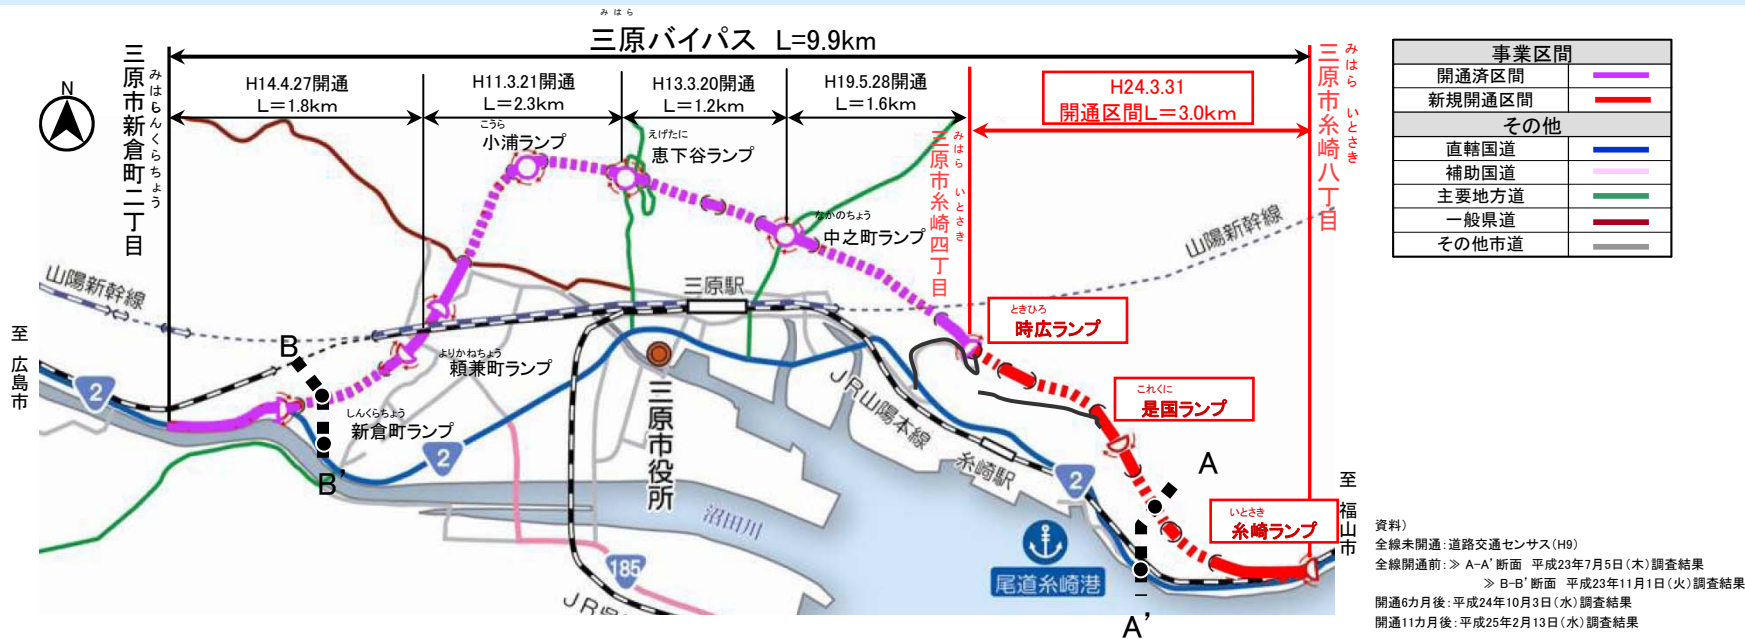 みはら
三原バイパス L=9.9km
三原市新倉町二丁目
みはらしんくらちょう
H14.4.27開通
L=1.8km
H11.3.21開通
L=2.3km
H13.3.20開通
L=1.2km
H19.5.28開通
L=1.6km
H24.3.31
開通区間L=3.0km
三原市糸崎八丁目
みはら いとさき
三原市糸崎四丁目
みはら いとさき
N
こうら
小浦ランプ
えげたに
恵下谷ランプ
なかのちょう
中之町ランプ
山陽新幹線
山陽新幹線
三原駅
ときひろ
時広ランプ
よりかねちょう
頼兼町ランプ
これくに
是国ランプ
しんくらちょう
新倉町ランプ
いとさき
糸崎ランプ
至 広島市
至 福山市
B
B'
A
A'
2
2
2
185
三原市役所
JR山陽本線
糸崎駅
沼田川
尾道糸崎港
事業区間
開通済区間
新規開通区間
その他
直轄国道
補助国道
主要地方道
一般県道
その他市道
資料)
全線未開通:道路交通センサス(H9)
全線開通前:≫ A-A'断面 平成23年7月5日(木)調査結果
≫ B-B'断面 平成23年11月1日(火)調査結果
開通6カ月後:平成24年10月3日(水)調査結果
開通11カ月後:平成25年2月13日(水)調査結果